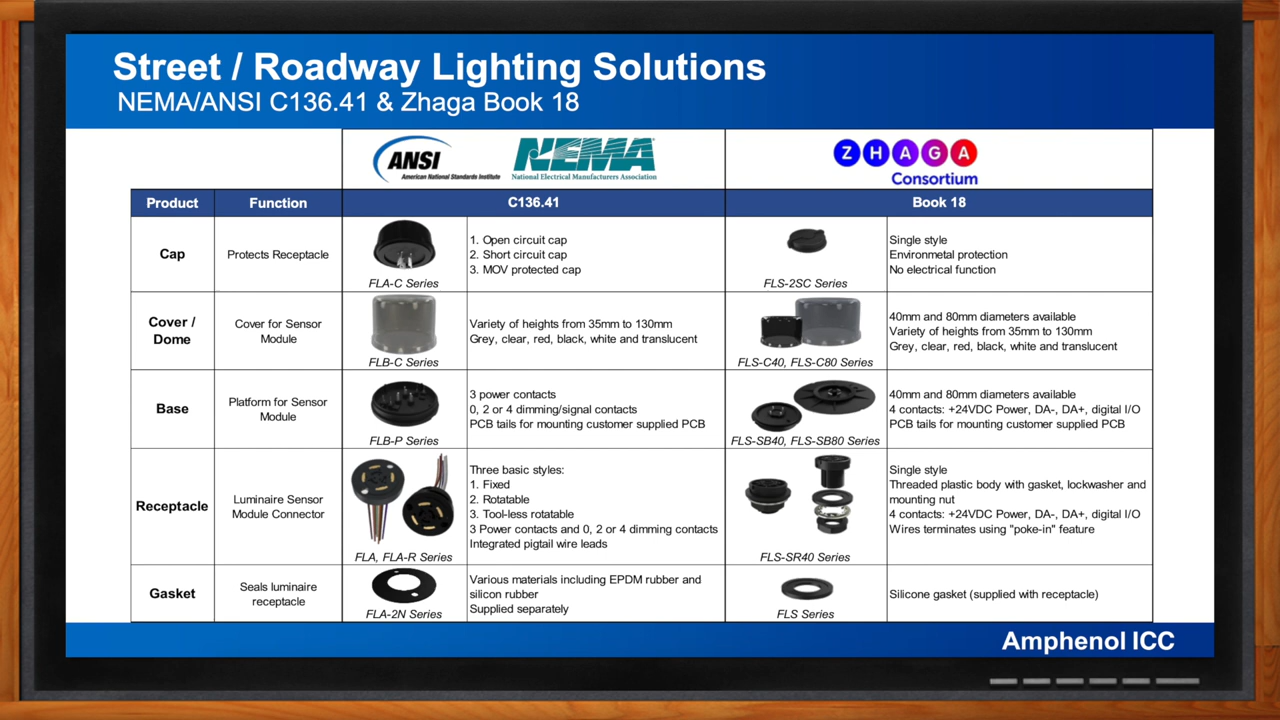 Street / Roadway Lighting Solutions
NEMA/ANSI C136.41 & Zhaga Book 18
ANSI
American National Standards Institute
NEMA
National Electrical Manufacturers Association
ZHAGA
Consortium
Product
Function
C136.41
Book 18
Cap
Protects Receptacle
FLA-C Series
1. Open circuit cap
2. Short circuit cap
3. MOV protected cap
FLS-2SC Series
Single style
Environmetal protection
No electrical function
Cover /
Dome
Cover for Sensor
Module
FLB-C Series
Variety of heights from 35mm to 130mm
Grey, clear, red, black, white and translucent
FLS-C40, FLS-C80 Series
40mm and 80mm diameters available
Variety of heights from 35mm to 130mm
Grey, clear, red, black, white and translucent
Base
Platform for Sensor
Module
FLB-P Series
3 power contacts
0, 2 or 4 dimming/signal contacts
PCB tails for mounting customer supplied PCB
FLS-SB40, FLS-SB80 Series
40mm and 80mm diameters available
4 contacts: +24VDC Power, DA-, DA+, digital I/O
PCB tails for mounting customer supplied PCB
Receptacle
Luminaire Sensor
Module Connector
FLA, FLA-R Series
Three basic styles:
1. Fixed
2. Rotatable
3. Tool-less rotatable
3 Power contacts and 0, 2 or 4 dimming contacts
Integrated pigtail wire leads
FLS-SR40 Series
Single style
Threaded plastic body with gasket, lockwasher and
mounting nut
4 contacts: +24VDC Power, DA-, DA+, digital I/O
Wires terminates using "poke-in" feature
Gasket
Seals luminaire
receptacle
FLA-2N Series
Various materials including EPDM rubber and
silicon rubber
Supplied separately
FLS Series
Silicone gasket (supplied with receptacle)
Amphenol ICC